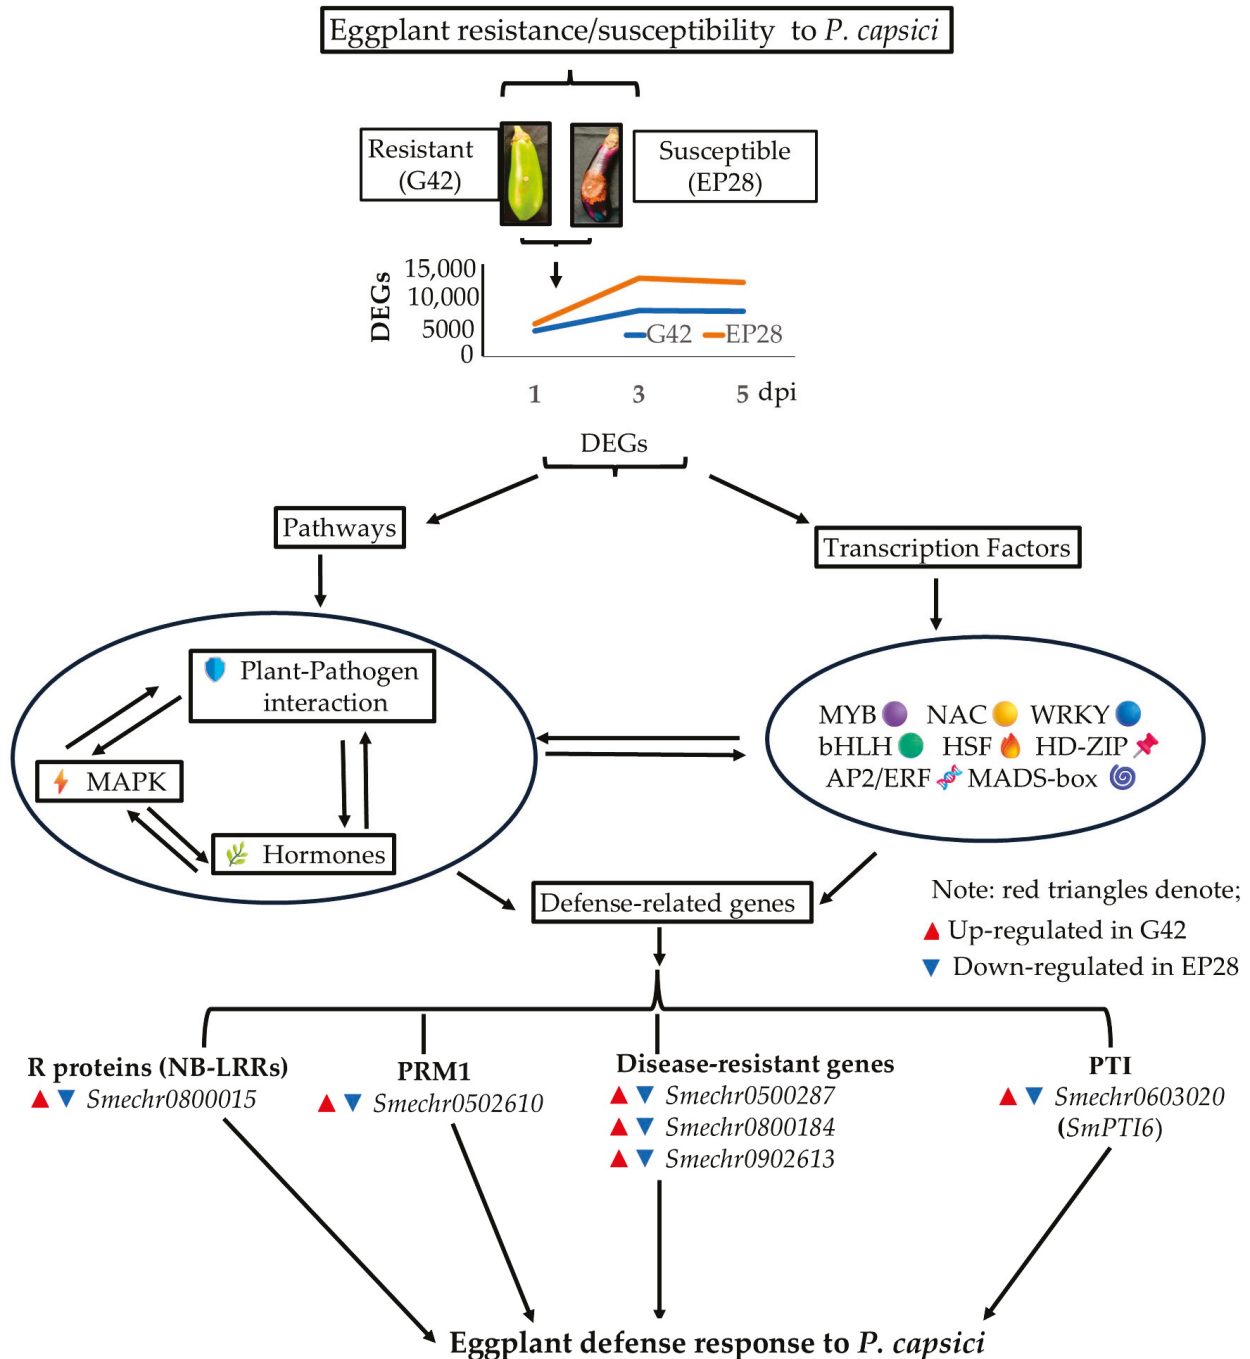 Eggplant resistance/susceptibility to P. capsici
Resistant
(G42)
Susceptible
(EP28)
DEGs
15,000
10,000
5000
0
G42 EP28
1 3 5 dpi
DEGs
Pathways
Transcription Factors
Plant-Pathogen
interaction
MAPK
Hormones
MYB NAC WRKY
bHLH HSF HD-ZIP
AP2/ERF MADS-box
Defense-related genes
Note: red triangles denote;
▲ Up-regulated in G42
▼ Down-regulated in EP28
R proteins (NB-LRRs)
▲ ▼ Smechr0800015
PRM1
▲ ▼ Smechr0502610
Disease-resistant genes
▲ ▼ Smechr0500287
▲ ▼ Smechr0800184
▲ ▼ Smechr0902613
PTI
▲ ▼ Smechr0603020
(SmPTI6)
Eggplant defense response to P. capsici